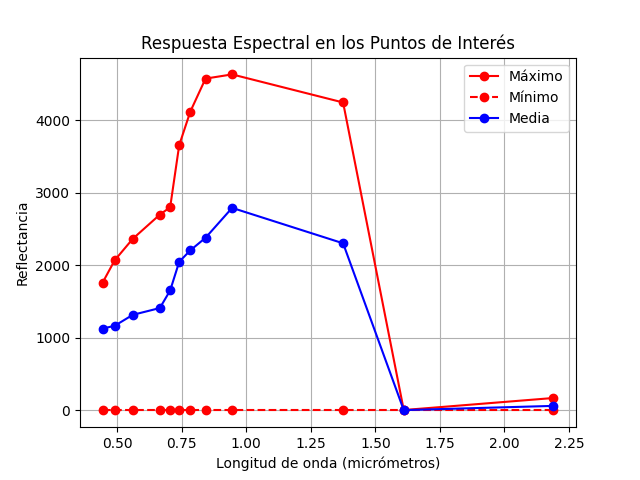 Respuesta Espectral en los Puntos de Interés
Máximo
Mínimo
Media
Reflectancia
4000
3000
2000
1000
0
0.50 0.75 1.00 1.25 1.50 1.75 2.00 2.25
Longitud de onda (micrómetros)